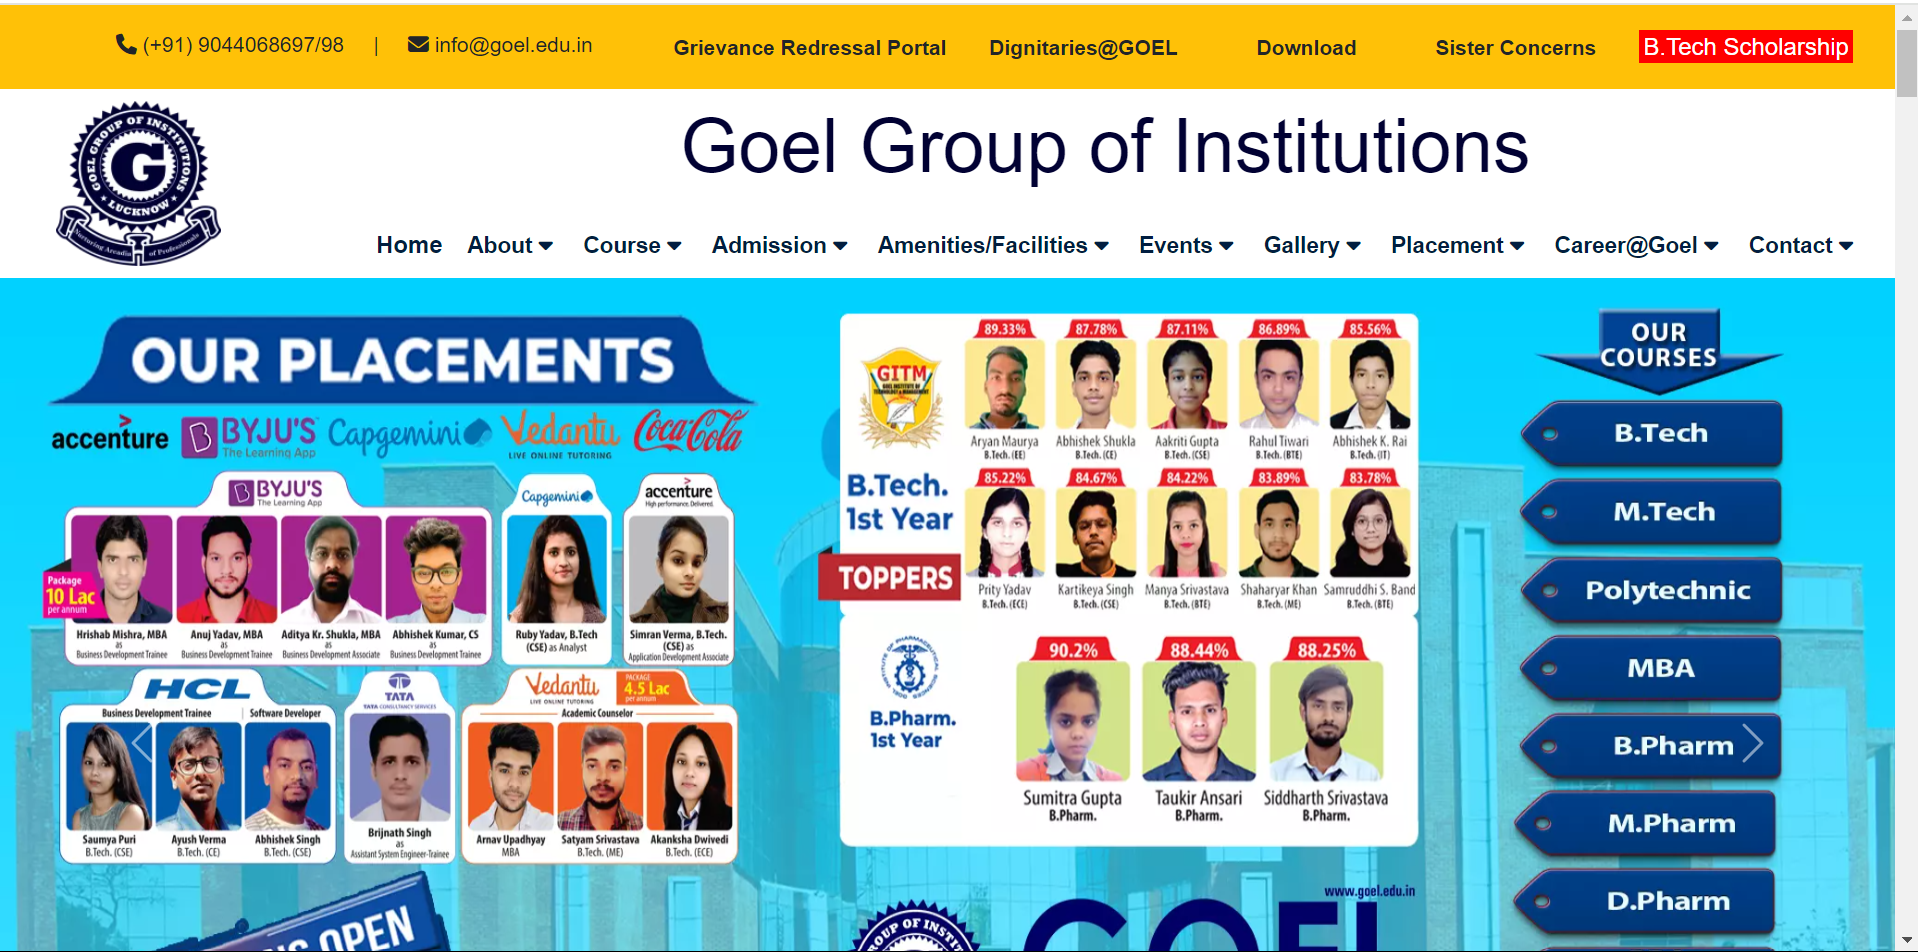 (+91) 9044068697/98 | info@goel.edu.in
Grievance Redressal Portal Dignitaries@GOEL Download Sister Concerns B.Tech Scholarship
GOEL GROUP OF INSTITUTIONS
G
LUCKNOW
Nurturing Arcadia of Professionals
Goel Group of Institutions
Home About Course Admission Amenities/Facilities Events Gallery Placement Career@Goel Contact
OUR PLACEMENTS
accenture BYJU'S The Learning App Capgemini Vedantu LIVE ONLINE TUTORING Coca-Cola
BYJU'S
The Learning App
Package
10 Lac
per annum
Hrishab Mishra, MBA
as
Business Development Trainee
Anuj Yadav, MBA
as
Business Development Trainee
Aditya Kr. Shukla, MBA
as
Business Development Associate
Abhishek Kumar, CS
as
Business Development Trainee
Capgemini
Ruby Yadav, B.Tech
(CSE) as Analyst
accenture
High performance. Delivered.
Simran Verma, B.Tech.
(CSE) as
Application Development Associate
HCL
Business Development Trainee
Software Developer
Saumya Puri
B.Tech. (CSE)
Ayush Verma
B.Tech. (CE)
Abhishek Singh
B.Tech. (CSE)
TATA
TATA CONSULTANCY SERVICES
Brijnath Singh
as
Assistant System Engineer-Trainee
Vedantu
LIVE ONLINE TUTORING
PACKAGE
4.5 Lac
per annum
Academic Counselor
Arnav Upadhyay
MBA
Satyam Srivastava
B.Tech. (ME)
Akanksha Dwivedi
B.Tech. (ECE)
GITM
GOEL INSTITUTE OF
TECHNOLOGY & MANAGEMENT
B.Tech.
1st Year
TOPPERS
89.33% 87.78% 87.11% 86.89% 85.56%
Aryan Maurya Abhishek Shukla Aakriti Gupta Rahul Tiwari Abhishek K. Rai
B.Tech. (EE) B.Tech. (CE) B.Tech. (CSE) B.Tech. (BTE) B.Tech. (IT)
85.22% 84.67% 84.22% 83.89% 83.78%
Prity Yadav Kartikeya Singh Manya Srivastava Shaharyar Khan Samruddhi S. Band
B.Tech. (ECE) B.Tech. (CSE) B.Tech. (BTE) B.Tech. (ME) B.Tech. (BTE)
B.Pharm.
1st Year
90.2% 88.44% 88.25%
Sumitra Gupta Taukir Ansari Siddharth Srivastava
B.Pharm. B.Pharm. B.Pharm.
www.goel.edu.in
GOEL
OPEN
OUR
COURSES
B.Tech
M.Tech
Polytechnic
MBA
B.Pharm
M.Pharm
D.Pharm